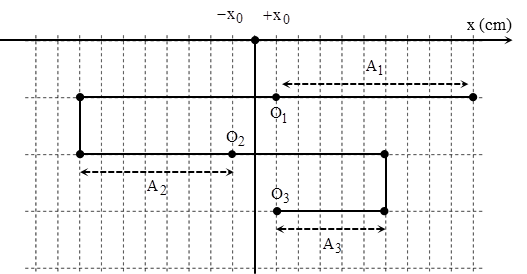 −x₀ +x₀
x (cm)
A₁
O₁
O₂
A₂
O₃
A₃